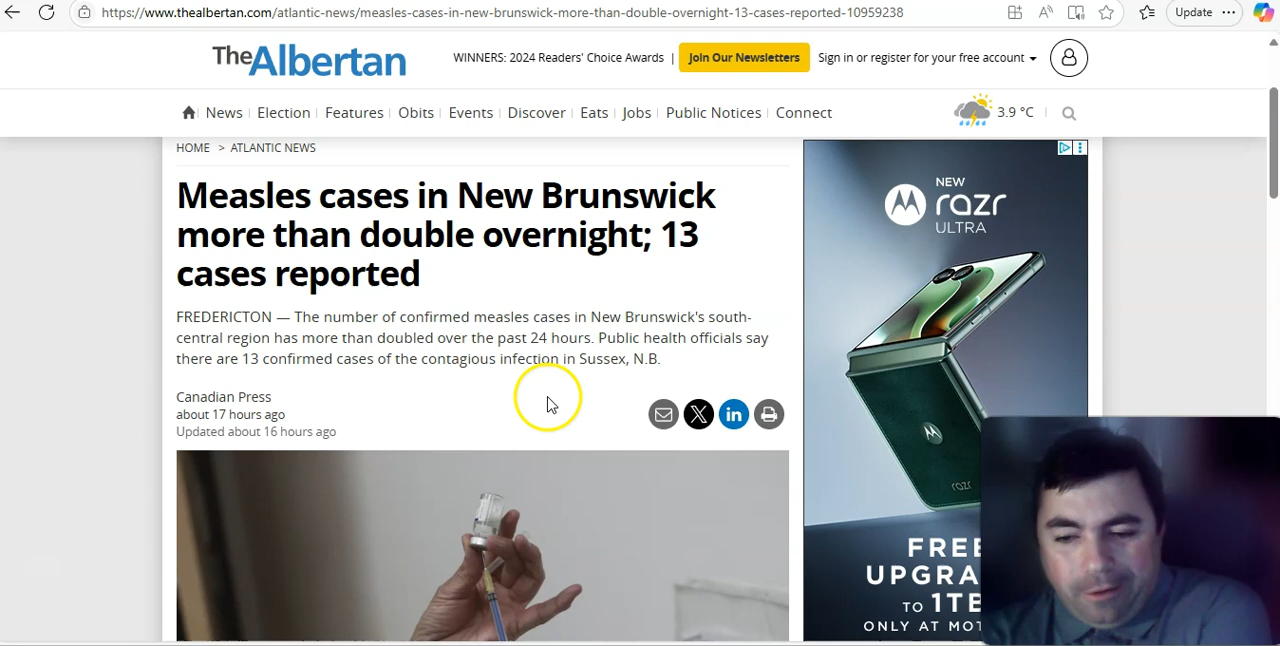 https://www.thealbertan.com/atlantic-news/measles-cases-in-new-brunswick-more-than-double-overnight-13-cases-reported-10959238
Update
The Albertan
WINNERS: 2024 Readers' Choice Awards |
Join Our Newsletters
Sign in or register for your free account
News
Election
Features
Obits
Events
Discover
Eats
Jobs
Public Notices
Connect
3.9 °C
HOME > ATLANTIC NEWS
Measles cases in New Brunswick
more than double overnight; 13
cases reported
FREDERICTON — The number of confirmed measles cases in New Brunswick's south-
central region has more than doubled over the past 24 hours. Public health officials say
there are 13 confirmed cases of the contagious infection in Sussex, N.B.
Canadian Press
about 17 hours ago
Updated about 16 hours ago
NEW
razr
ULTRA
razr
FREE
UPGRA
TO 1TB
ONLY AT MOT